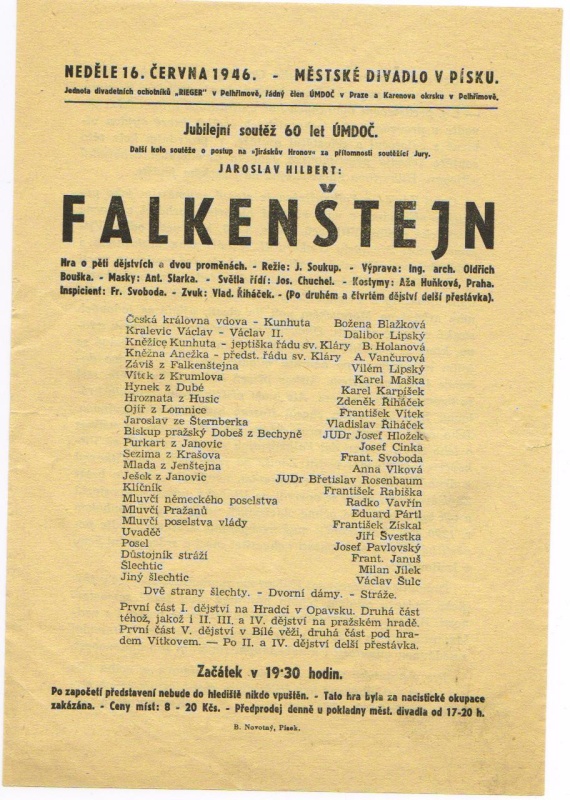 NEDĚLE 16. ČERVNA 1946. - MĚSTSKÉ DIVADLO V PÍSKU.
Jednota divadelních ochotníků „RIEGER" v Pelhřimově, řádný člen ÚMDOČ v Praze a Karenova okrsku v Pelhřimově.
Jubilejní soutěž 60 let ÚMDOČ.
Další kolo soutěže o postup na »Jiráskův Hronov« za přítomnosti soutěžící Jury.
JAROSLAV HILBERT:
FALKENŠTEJN
Hra o pěti dějstvích a dvou proměnách. - Režie: J. Soukup. - Výprava: Ing. arch. Oldřich
Bouška. - Masky: Ant. Slarka. - Světla řídí: Jos. Chuchel. - Kostymy: Aža Huňková, Praha.
Inspicient: Fr. Svoboda. - Zvuk: Vlad. Řiháček. - (Po druhém a čtvrtém dějství delší přestávka).
Česká královna vdova - Kunhuta Božena Blažková
Kralevic Václav - Václav II. Dalibor Lipský
Kněžice Kunhuta - jeptiška řádu sv. Kláry B. Holanová
Kněžna Anežka - předst. řádu sv. Kláry A. Vančurová
Záviš z Falkenštejna Vilém Lipský
Vítek z Krumlova Karel Maška
Hynek z Dubé Karel Karpíšek
Hroznata z Husic Zdeněk Řiháček
Ojíř z Lomnice František Vítek
Jaroslav ze Šternberka Vladislav Řiháček
Biskup pražský Dobeš z Bechyně JUDr Josef Hložek
Purkart z Janovic Josef Cinka
Sezima z Krašova Frant. Svoboda
Mlada z Jenštejna Anna Vlková
Ješek z Janovic JUDr Břetislav Rosenbaum
Klíčník František Rabiška
Mluvčí německého poselstva Radko Vavřín
Mluvčí Pražanů Eduard Pártl
Mluvčí poselstva vlády František Získal
Uvaděč Jiří Švestka
Posel Josef Pavlovský
Důstojník stráží Frant. Januš
Šlechtic Milan Jílek
Jiný šlechtic Václav Šulc
Dvě strany šlechty. - Dvorní dámy. - Stráže.
První část I. dějství na Hradci v Opavsku. Druhá část
téhož, jakož i II. III. a IV. dějství na pražském hradě.
První část V. dějství v Bílé věži, druhá část pod hra-
dem Vítkovem. — Po II. a IV. dějství delší přestávka.
Začátek v 19·30 hodin.
Po započetí představení nebude do hlediště nikdo vpuštěn. - Tato hra byla za nacistické okupace
zakázána. - Ceny míst: 8 - 20 Kčs. - Předprodej denně u pokladny měst. divadla od 17-20 h.
B. Novotný, Písek.